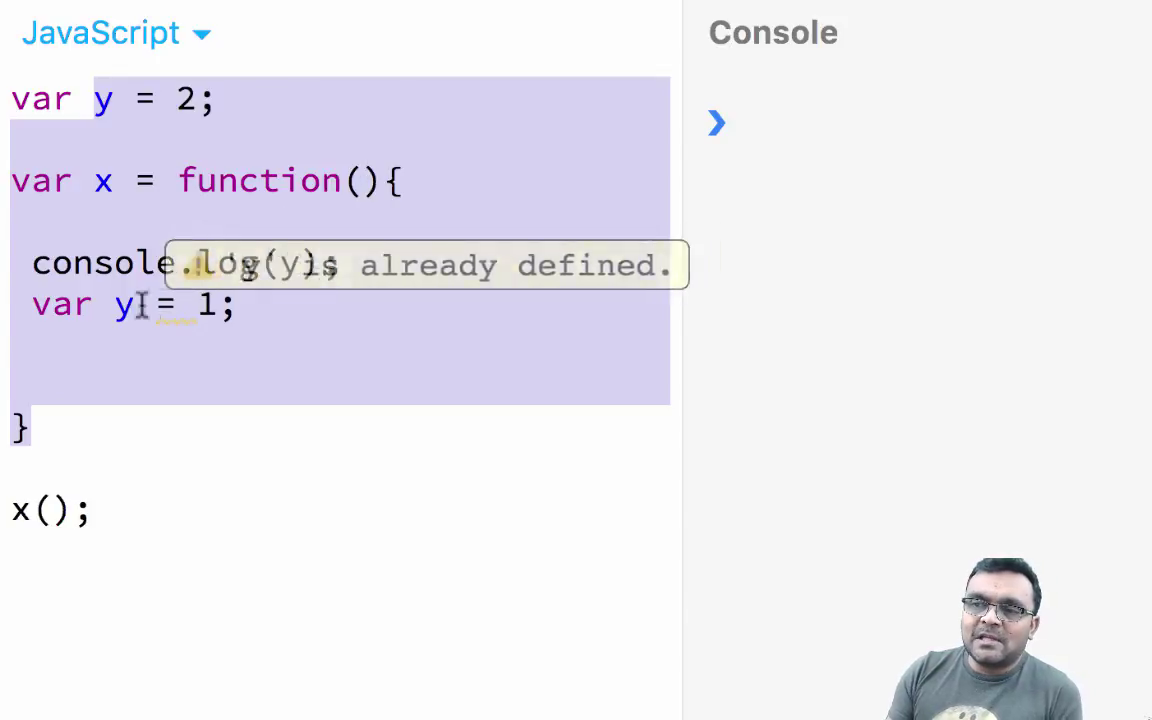 JavaScript
Console
var y = 2;
❯
var x = function(){
console.log(y);
'y' is already defined.
var y = 1;
}
x();